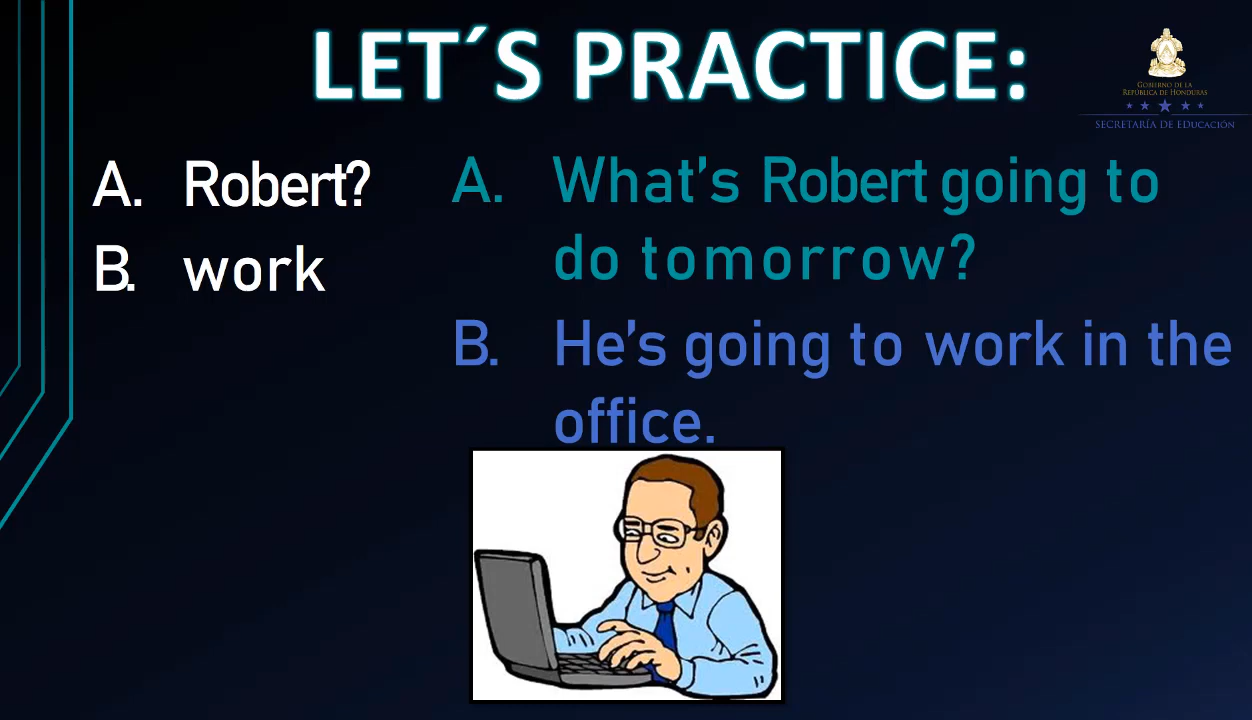 LET´S PRACTICE:
GOBIERNO DE LA
REPÚBLICA DE HONDURAS
SECRETARÍA DE EDUCACIÓN
A. Robert?
B. work
A. What's Robert going to
do tomorrow?
B. He's going to work in the
office.